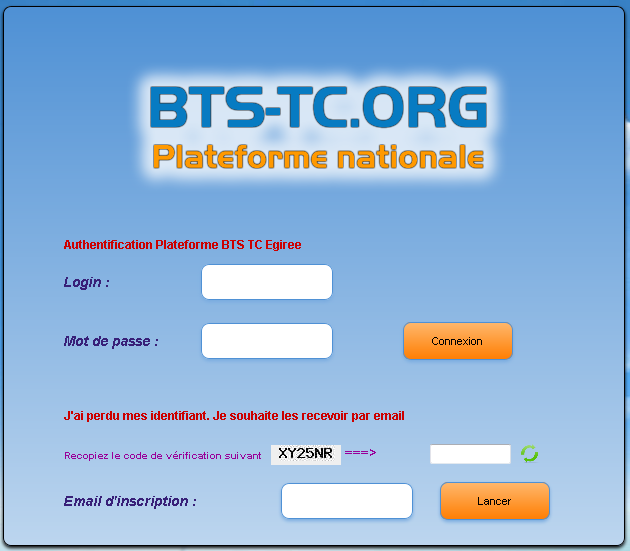 BTS-TC.ORG
Plateforme nationale
Authentification Plateforme BTS TC Egiree
Login :
Mot de passe :
Connexion
J'ai perdu mes identifiant. Je souhaite les recevoir par email
Recopiez le code de vérification suivant XY25NR ===>
Email d'inscription :
Lancer